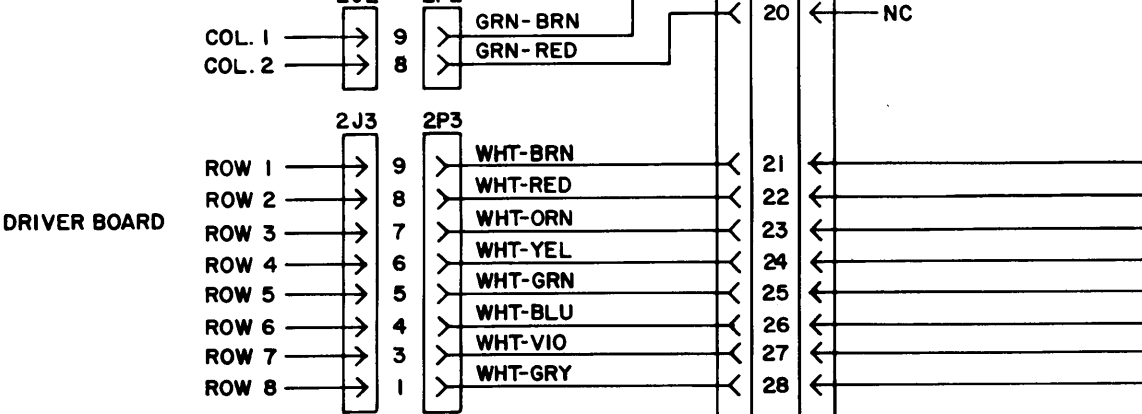 GRN-BRN 20 NC
COL. 1 9
GRN-RED
COL. 2 8
2J3 2P3
WHT-BRN
ROW 1 9 21
WHT-RED
ROW 2 8 22
DRIVER BOARD
WHT-ORN
ROW 3 7 23
WHT-YEL
ROW 4 6 24
WHT-GRN
ROW 5 5 25
WHT-BLU
ROW 6 4 26
WHT-VIO
ROW 7 3 27
WHT-GRY
ROW 8 1 28